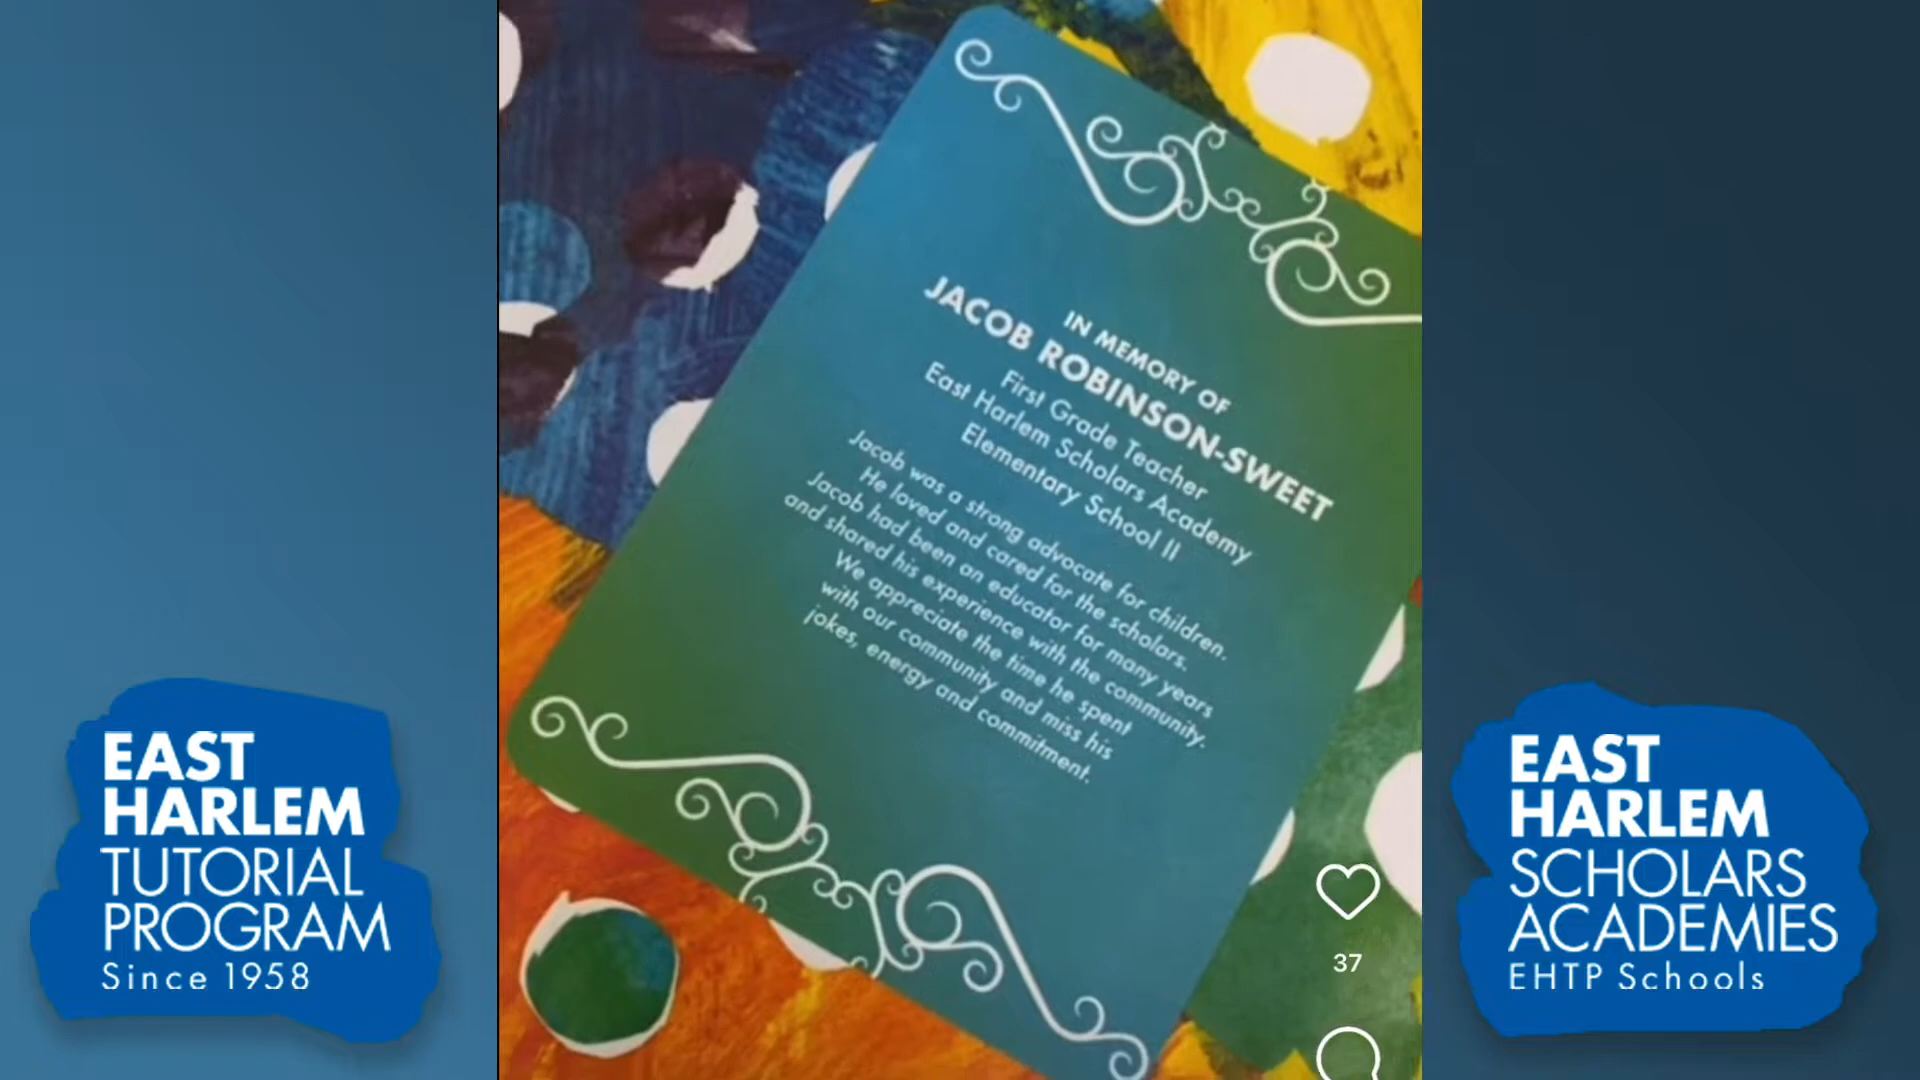 IN MEMORY OF
JACOB ROBINSON-SWEET
First Grade Teacher
East Harlem Scholars Academy
Elementary School II
Jacob was a strong advocate for children.
He loved and cared for the scholars.
Jacob had been an educator for many years
and shared his experience with the community.
We appreciate the time he spent
with our community and miss his
jokes, energy and commitment.
37
EAST
HARLEM
TUTORIAL
PROGRAM
Since 1958
EAST
HARLEM
SCHOLARS
ACADEMIES
EHTP Schools